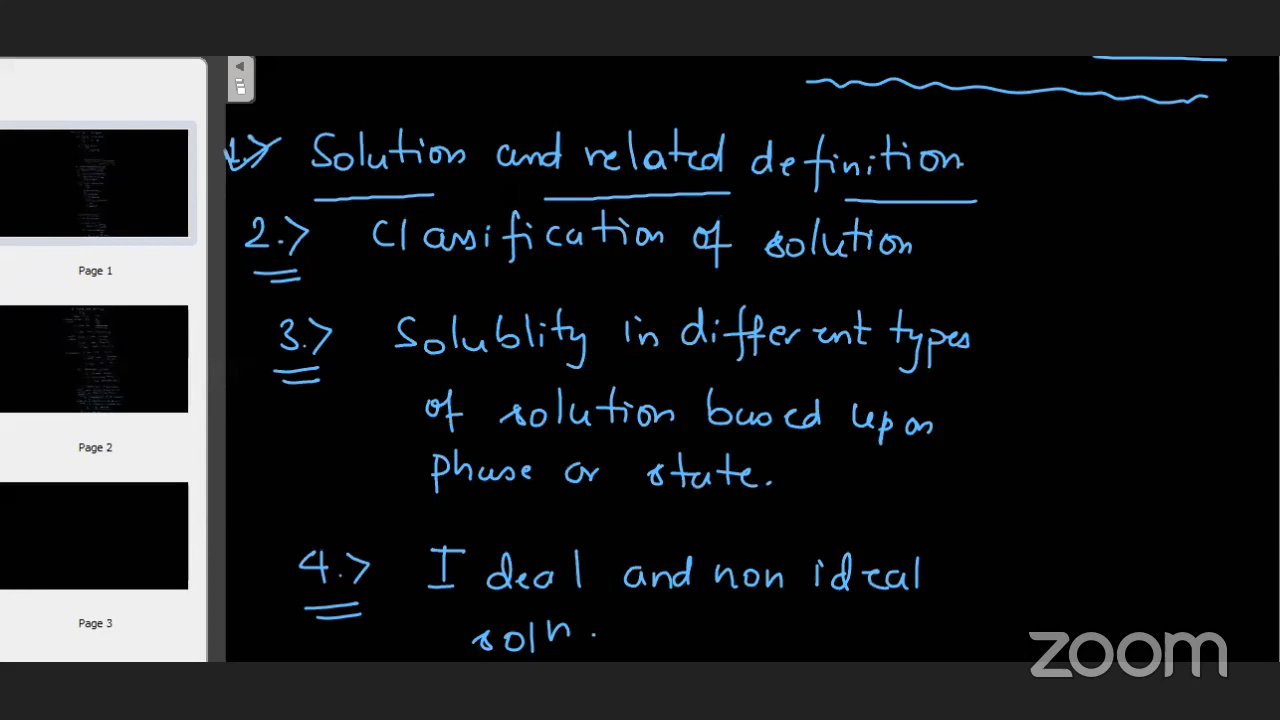 1.> Solution and related definition
2.> Classification of solution
3.> Solublity in different types
of solution based upon
phase or state.
4.> Ideal and non ideal
soln.
Page 1
Page 2
Page 3
zoom